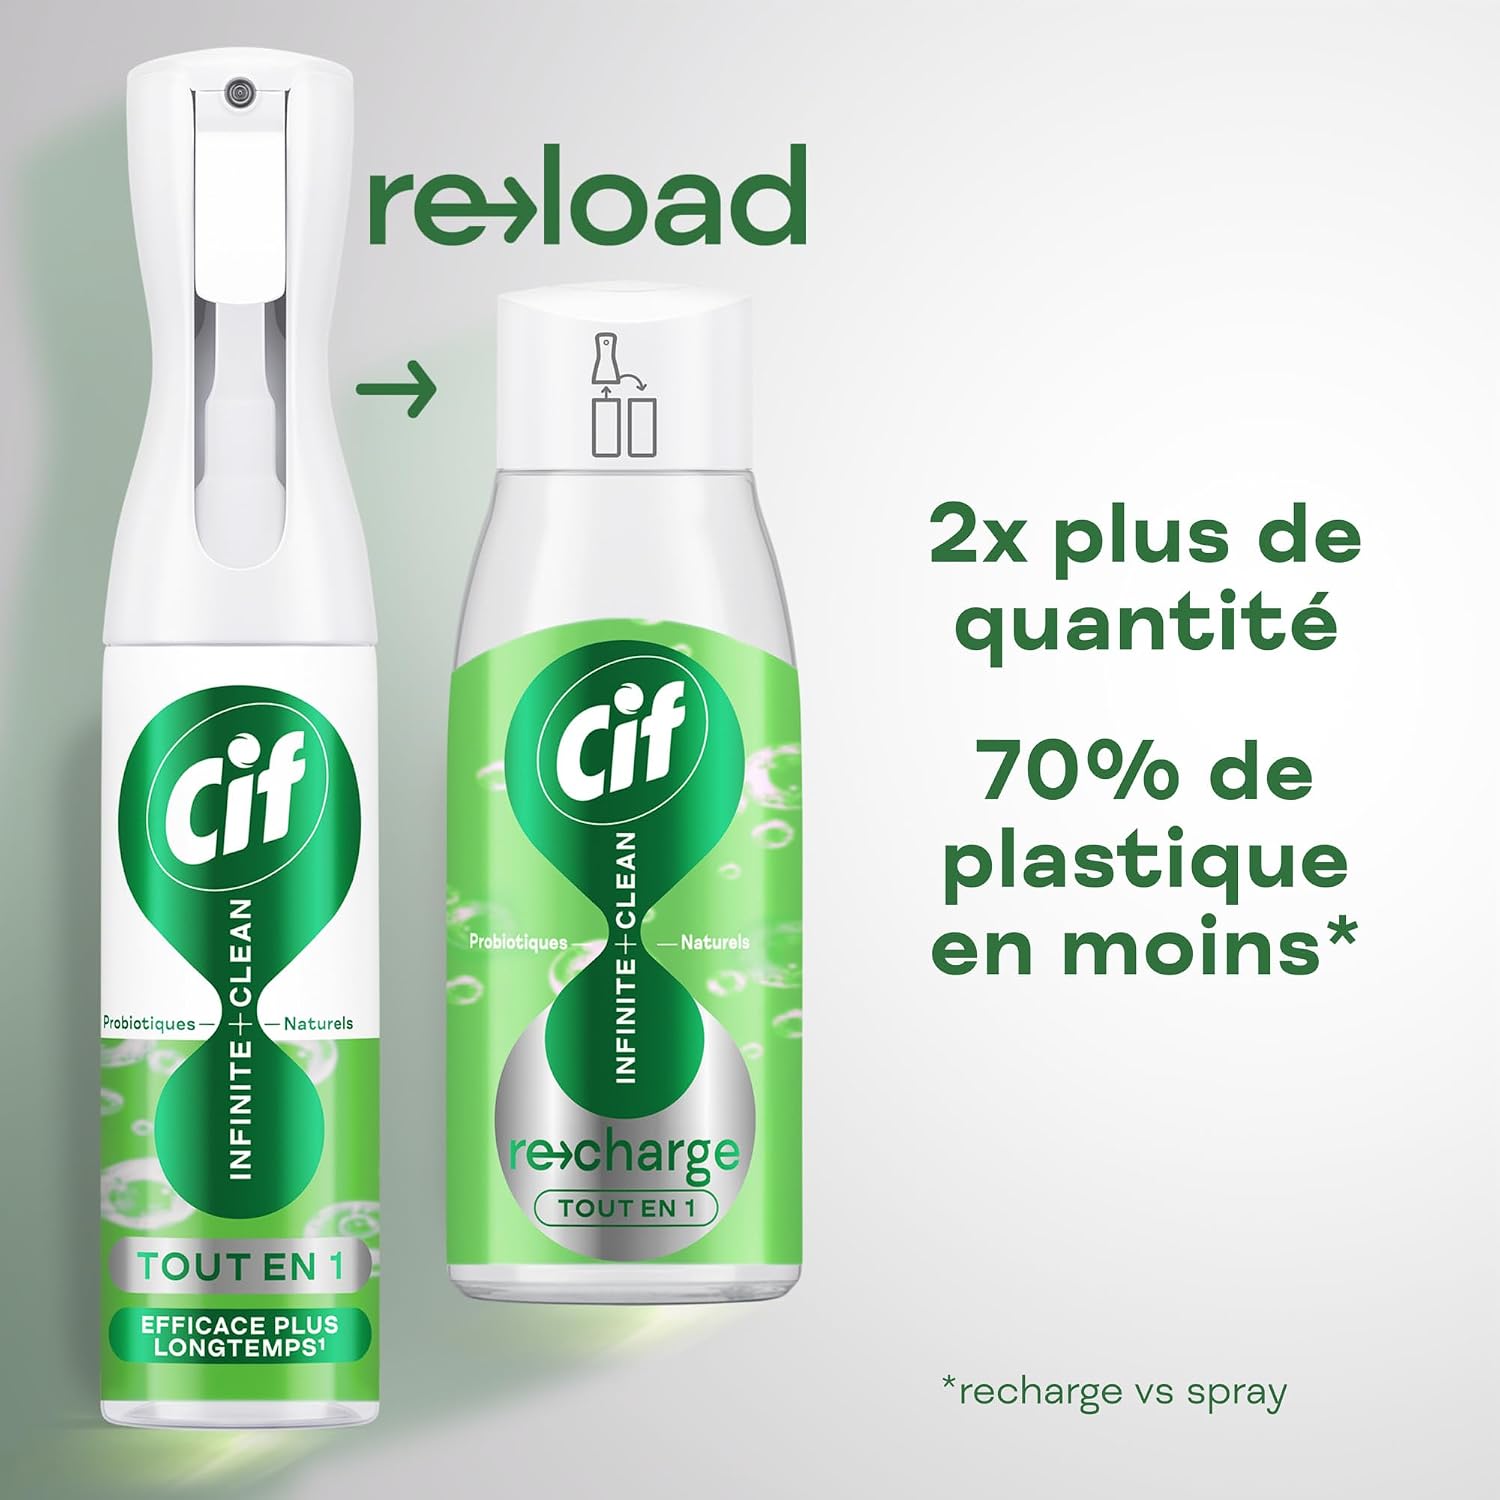 re→load
Cif
INFINITE+CLEAN
Probiotiques
Naturels
TOUT EN 1
EFFICACE PLUS
LONGTEMPS¹
Cif
INFINITE+CLEAN
Probiotiques
Naturels
re→charge
TOUT EN 1
2x plus de
quantité
70% de
plastique
en moins*
*recharge vs spray